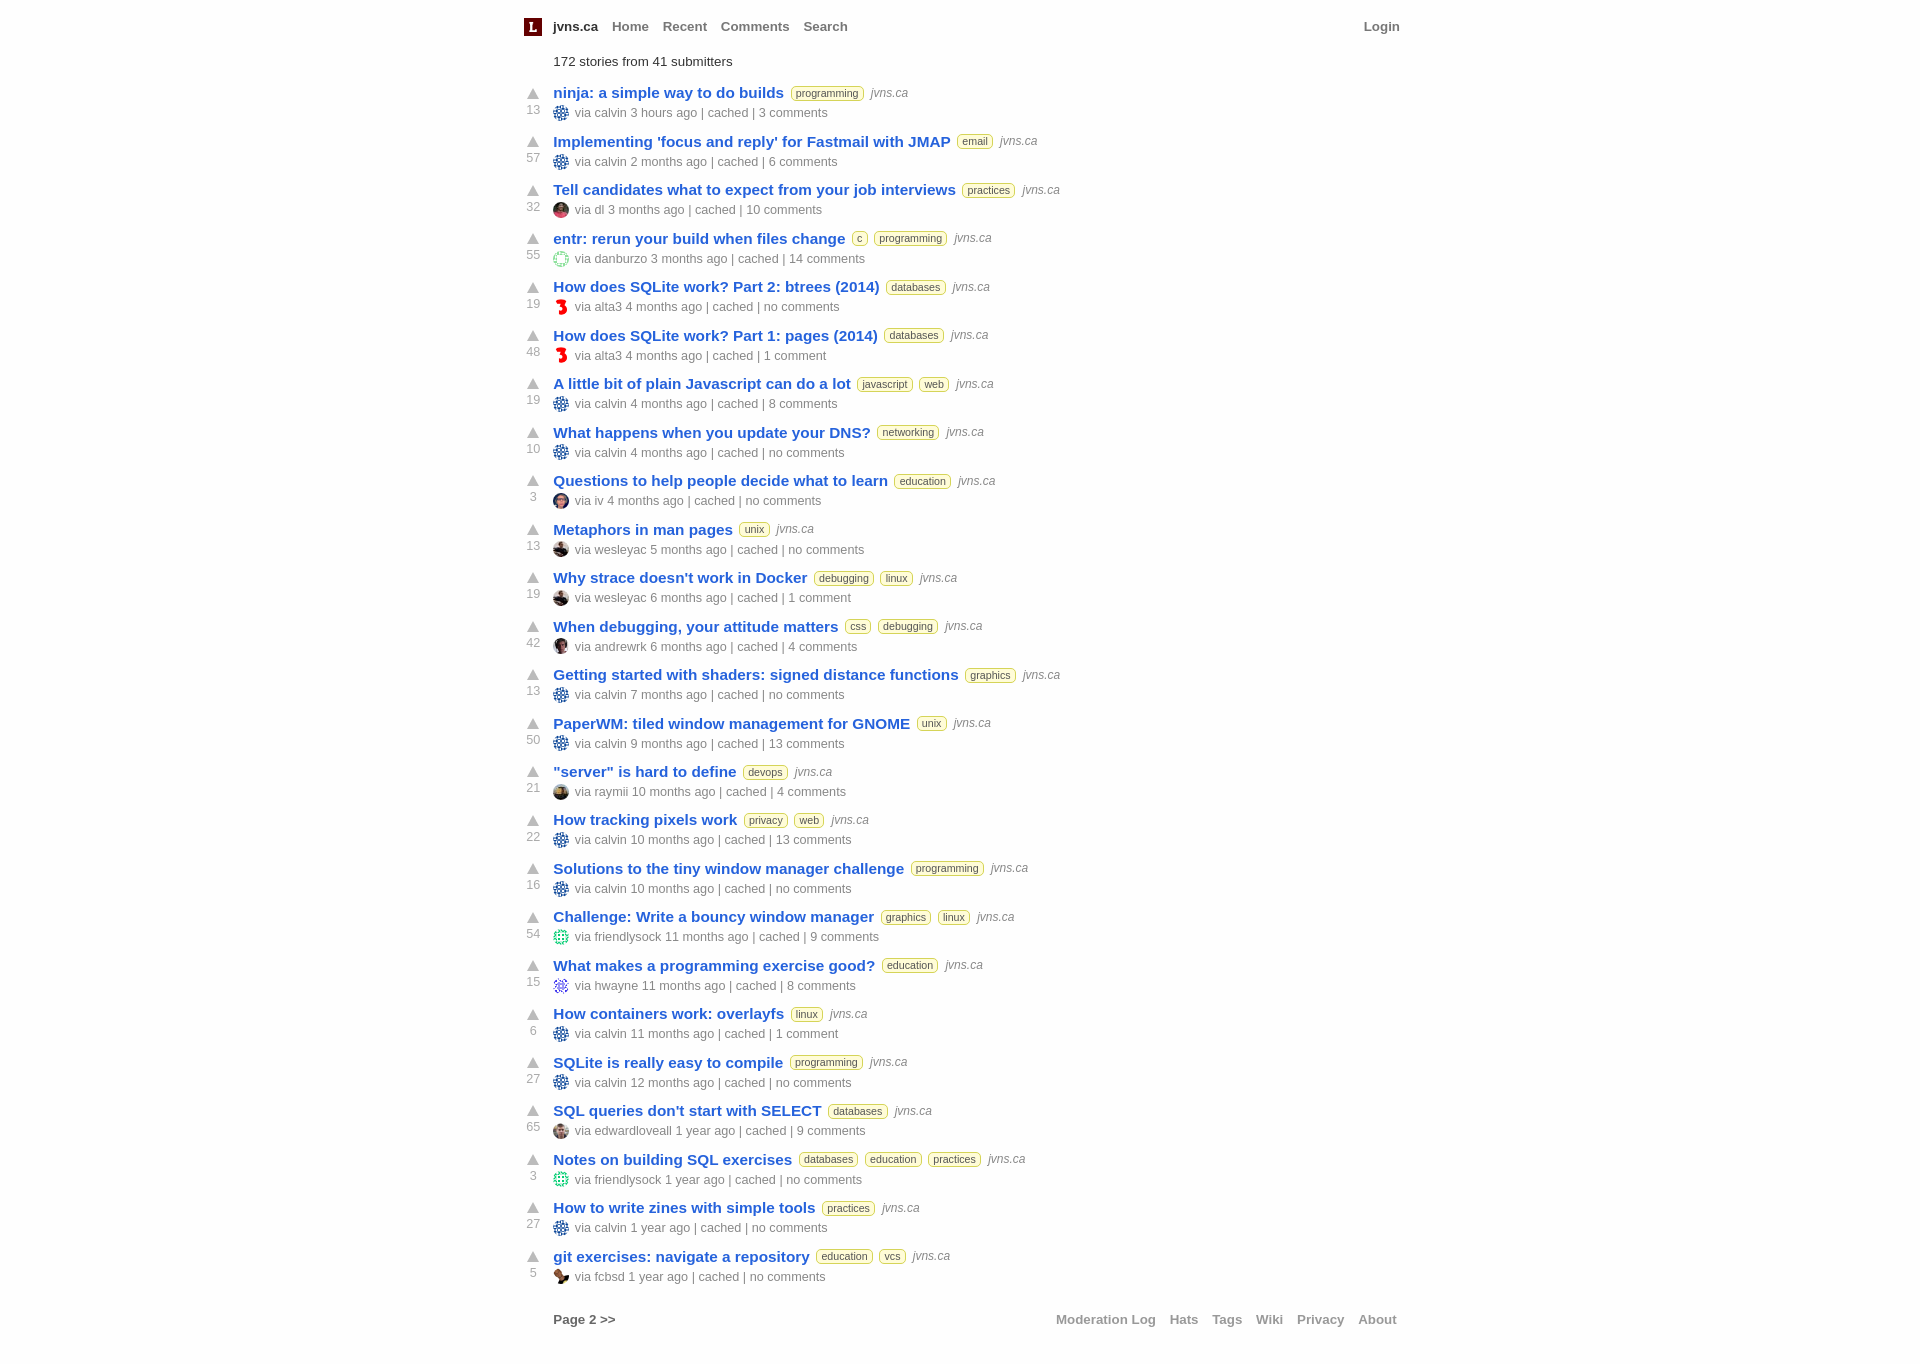 L jvns.ca Home Recent Comments Search Login
172 stories from 41 submitters
ninja: a simple way to do builds programming jvns.ca
13 via calvin 3 hours ago | cached | 3 comments
Implementing 'focus and reply' for Fastmail with JMAP email jvns.ca
57 via calvin 2 months ago | cached | 6 comments
Tell candidates what to expect from your job interviews practices jvns.ca
32 via dl 3 months ago | cached | 10 comments
entr: rerun your build when files change c programming jvns.ca
55 via danburzo 3 months ago | cached | 14 comments
How does SQLite work? Part 2: btrees (2014) databases jvns.ca
19 via alta3 4 months ago | cached | no comments
How does SQLite work? Part 1: pages (2014) databases jvns.ca
48 via alta3 4 months ago | cached | 1 comment
A little bit of plain Javascript can do a lot javascript web jvns.ca
19 via calvin 4 months ago | cached | 8 comments
What happens when you update your DNS? networking jvns.ca
10 via calvin 4 months ago | cached | no comments
Questions to help people decide what to learn education jvns.ca
3 via iv 4 months ago | cached | no comments
Metaphors in man pages unix jvns.ca
13 via wesleyac 5 months ago | cached | no comments
Why strace doesn't work in Docker debugging linux jvns.ca
19 via wesleyac 6 months ago | cached | 1 comment
When debugging, your attitude matters css debugging jvns.ca
42 via andrewrk 6 months ago | cached | 4 comments
Getting started with shaders: signed distance functions graphics jvns.ca
13 via calvin 7 months ago | cached | no comments
PaperWM: tiled window management for GNOME unix jvns.ca
50 via calvin 9 months ago | cached | 13 comments
"server" is hard to define devops jvns.ca
21 via raymii 10 months ago | cached | 4 comments
How tracking pixels work privacy web jvns.ca
22 via calvin 10 months ago | cached | 13 comments
Solutions to the tiny window manager challenge programming jvns.ca
16 via calvin 10 months ago | cached | no comments
Challenge: Write a bouncy window manager graphics linux jvns.ca
54 via friendlysock 11 months ago | cached | 9 comments
What makes a programming exercise good? education jvns.ca
15 via hwayne 11 months ago | cached | 8 comments
How containers work: overlayfs linux jvns.ca
6 via calvin 11 months ago | cached | 1 comment
SQLite is really easy to compile programming jvns.ca
27 via calvin 12 months ago | cached | no comments
SQL queries don't start with SELECT databases jvns.ca
65 via edwardloveall 1 year ago | cached | 9 comments
Notes on building SQL exercises databases education practices jvns.ca
3 via friendlysock 1 year ago | cached | no comments
How to write zines with simple tools practices jvns.ca
27 via calvin 1 year ago | cached | no comments
git exercises: navigate a repository education vcs jvns.ca
5 via fcbsd 1 year ago | cached | no comments
Page 2 >> Moderation Log Hats Tags Wiki Privacy About